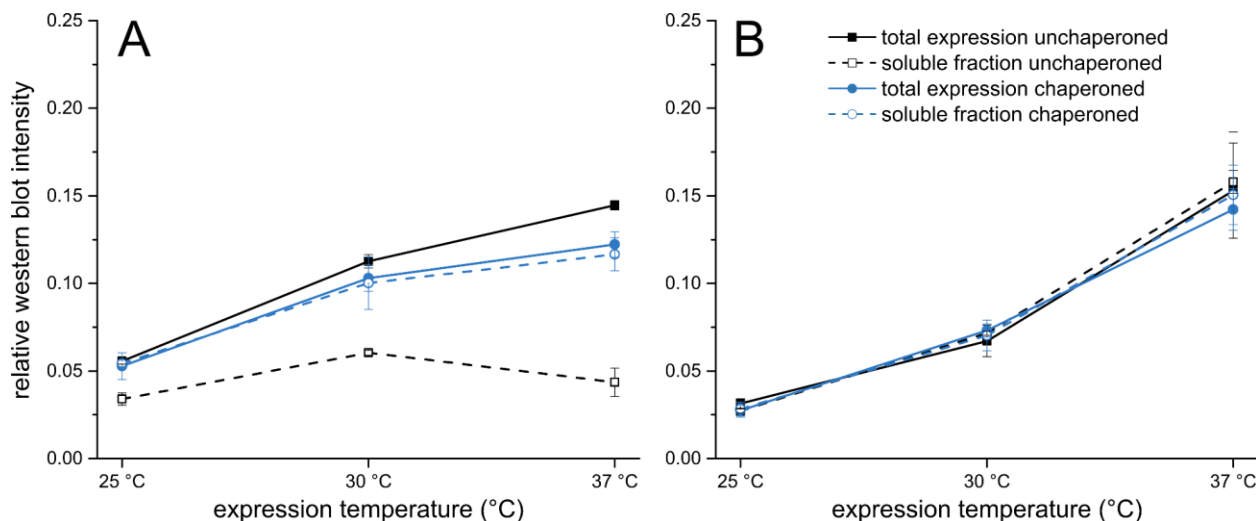 A
relative western blot intensity
0.25
0.20
0.15
0.10
0.05
0.00
25 °C
30 °C
37 °C
expression temperature (°C)
B
total expression unchaperoned
soluble fraction unchaperoned
total expression chaperoned
soluble fraction chaperoned
0.25
0.20
0.15
0.10
0.05
0.00
25 °C
30 °C
37 °C
expression temperature (°C)